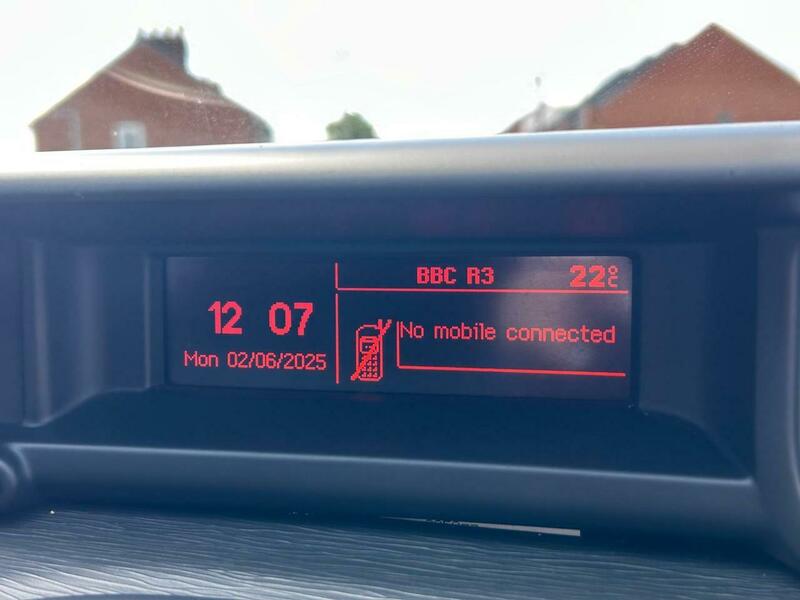 BBC R3 22°C
12 07
No mobile connected
Mon 02/06/2025